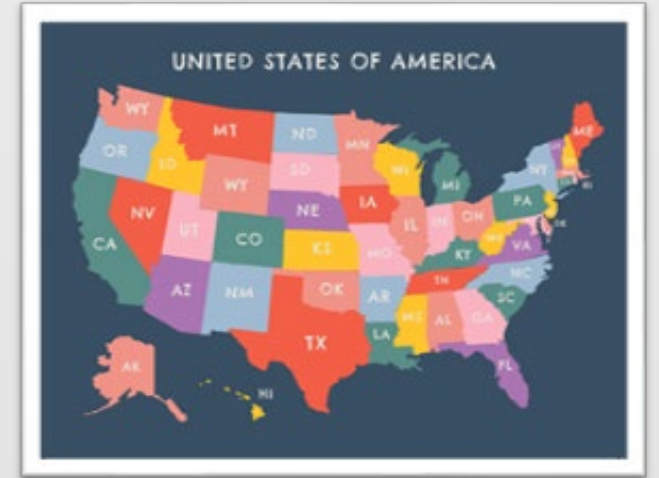 UNITED STATES OF AMERICA
WY
MT
ND
MN
OR
ID
WY
SD
WI
MI
NY
ME
NV
UT
CO
NE
IA
IL
IN
OH
PA
CA
KS
MO
KY
WV
VA
AZ
NM
OK
AR
TN
NC
SC
TX
LA
MS
AL
GA
FL
AK
HI